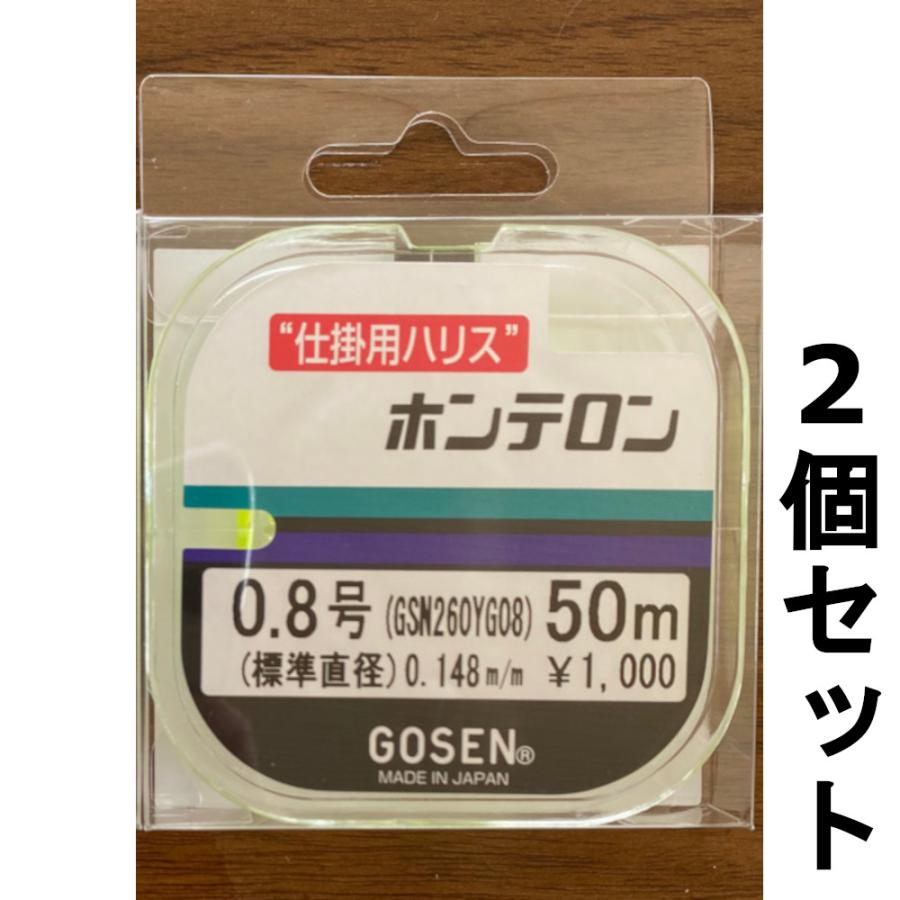 “仕掛用ハリス”
ホンテロン
0.8号(GSN260YG08) 50m
(標準直径)0.148m/m ¥1,000
GOSEN®
MADE IN JAPAN
2個セット